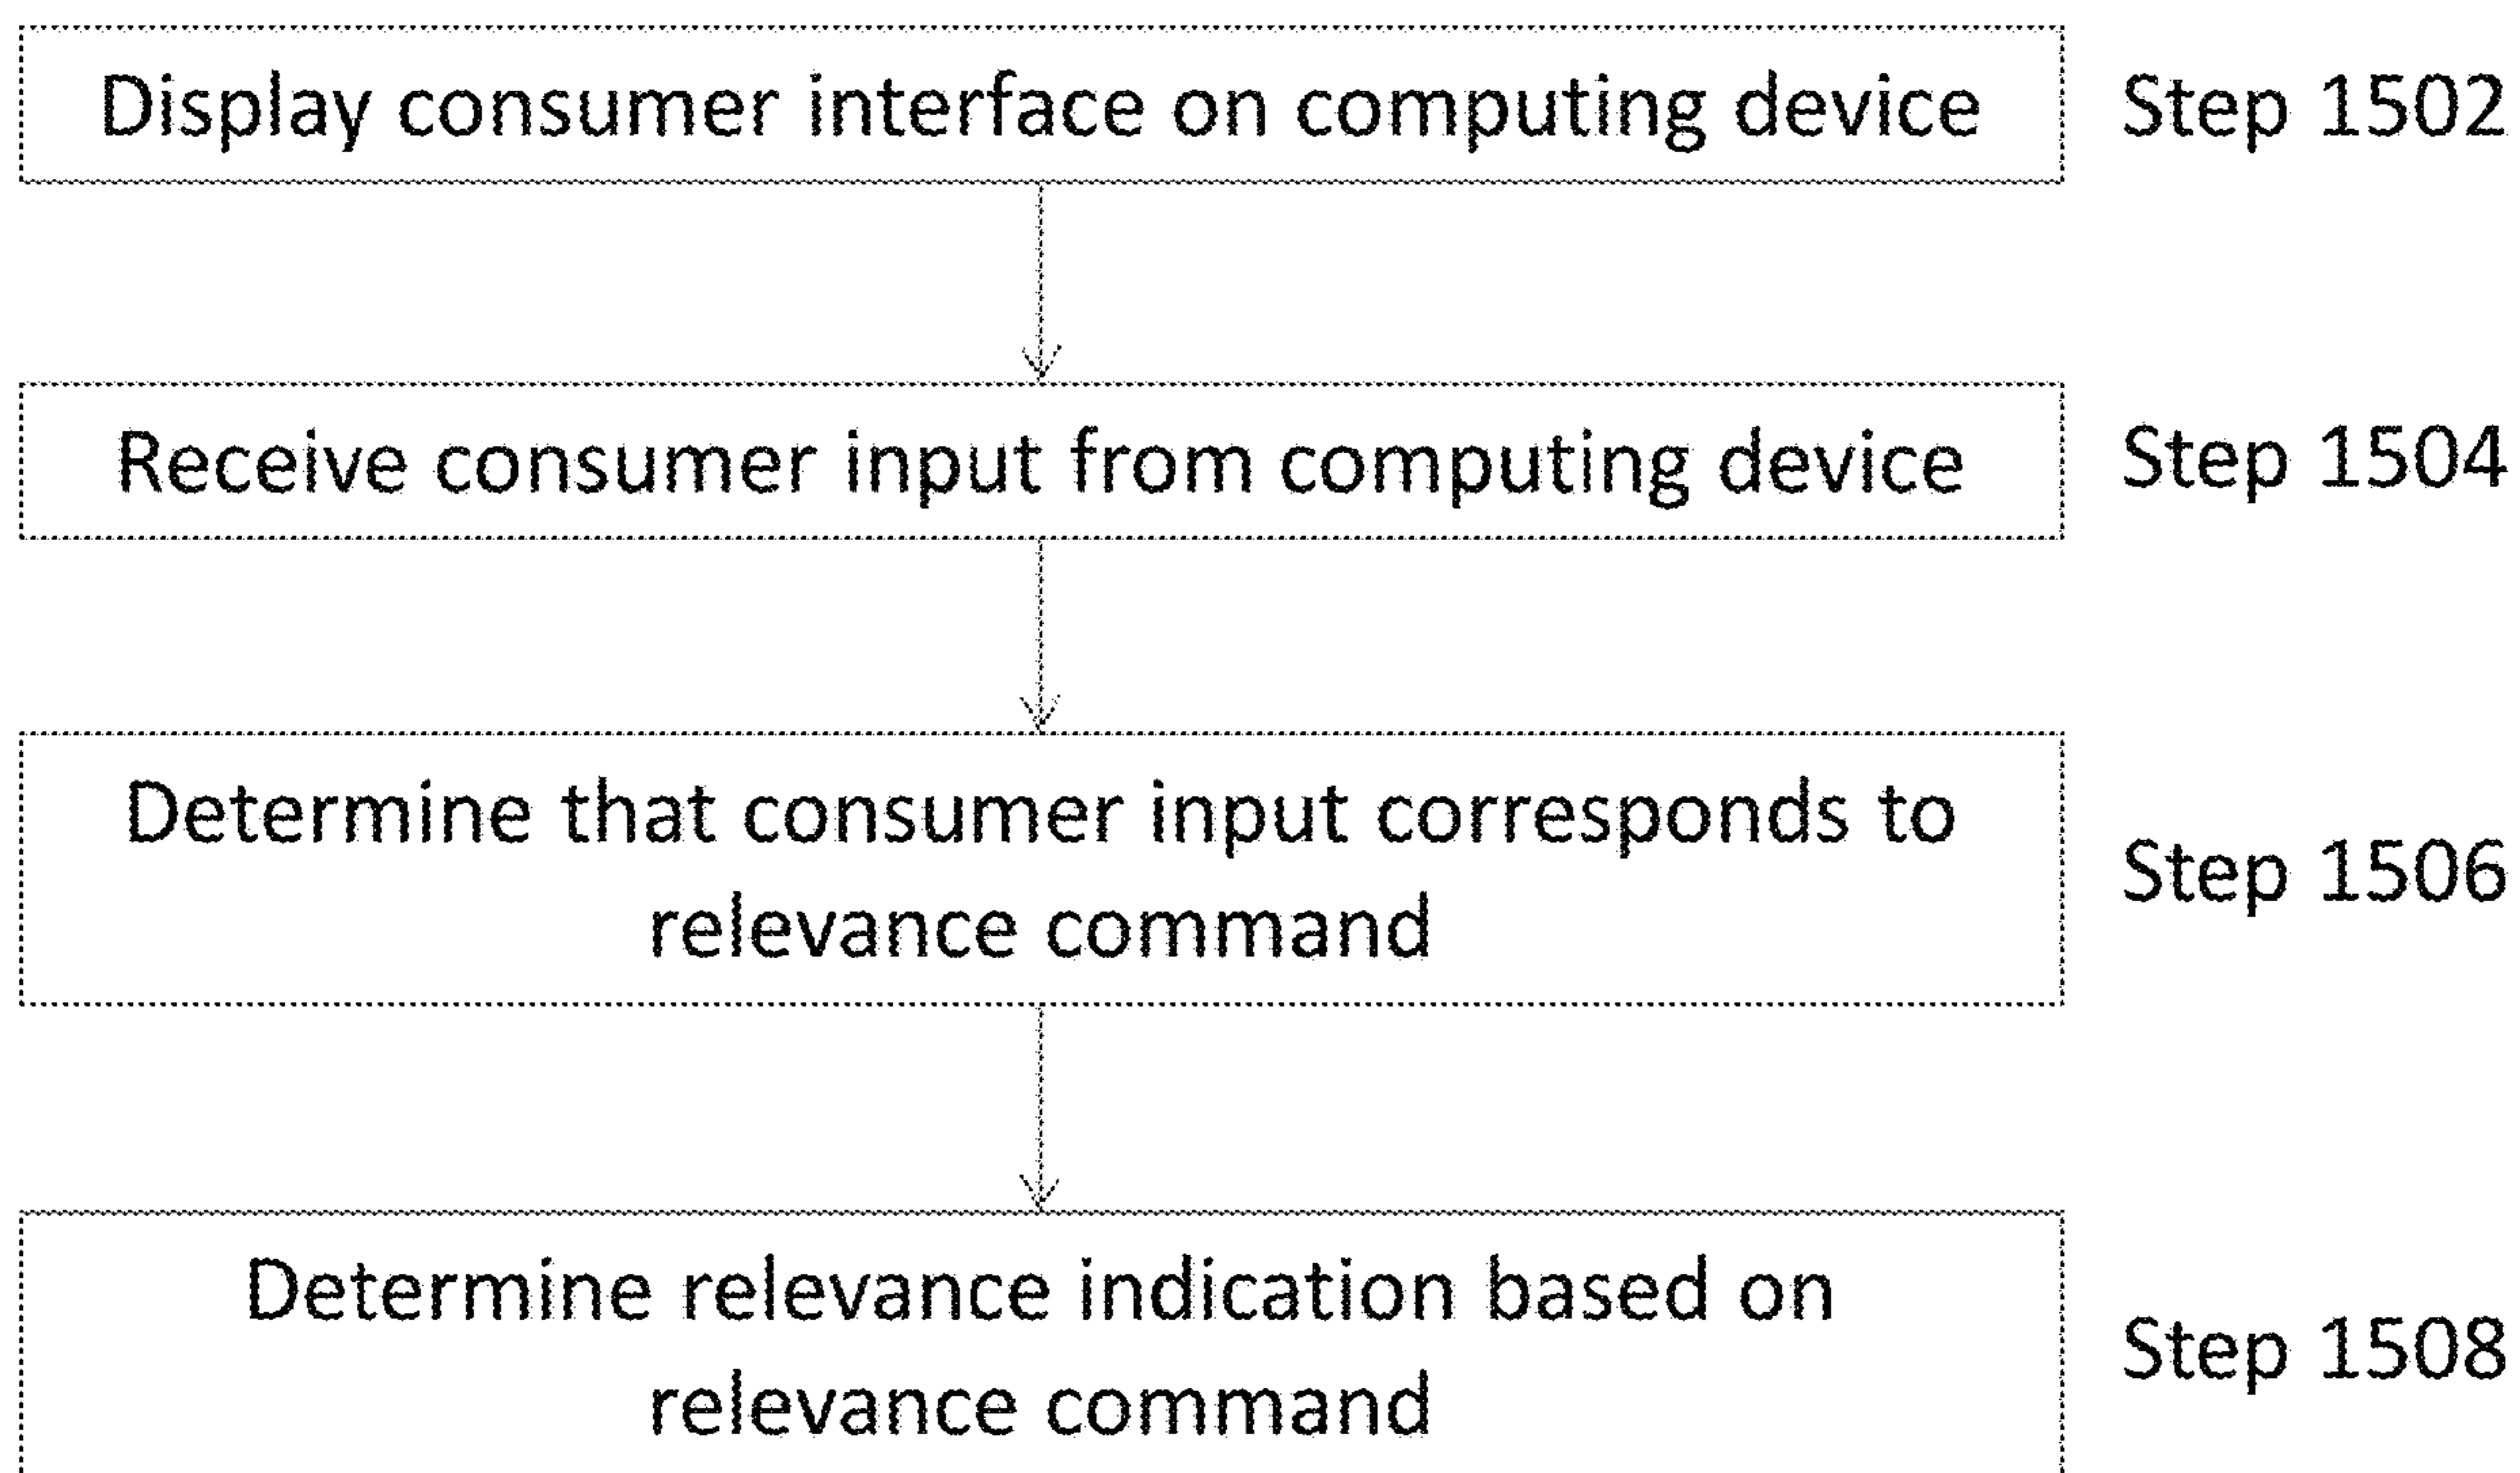 Display consumer interface on computing device
Step 1502
Receive consumer input from computing device
Step 1504
Determine that consumer input corresponds to
relevance command
Step 1506
Determine relevance indication based on
relevance command
Step 1508